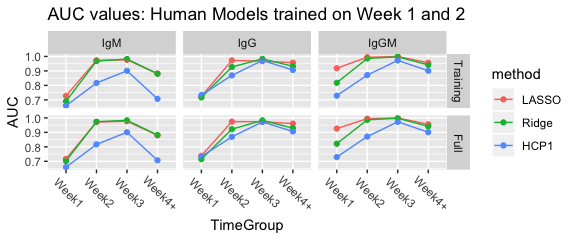 AUC values: Human Models trained on Week 1 and 2
IgM
IgG
IgGM
1.0
0.9
0.8
0.7
Training
1.0
0.9
0.8
0.7
Full
AUC
Week1
Week2
Week3
Week4+
Week1
Week2
Week3
Week4+
Week1
Week2
Week3
Week4+
TimeGroup
method
LASSO
Ridge
HCP1